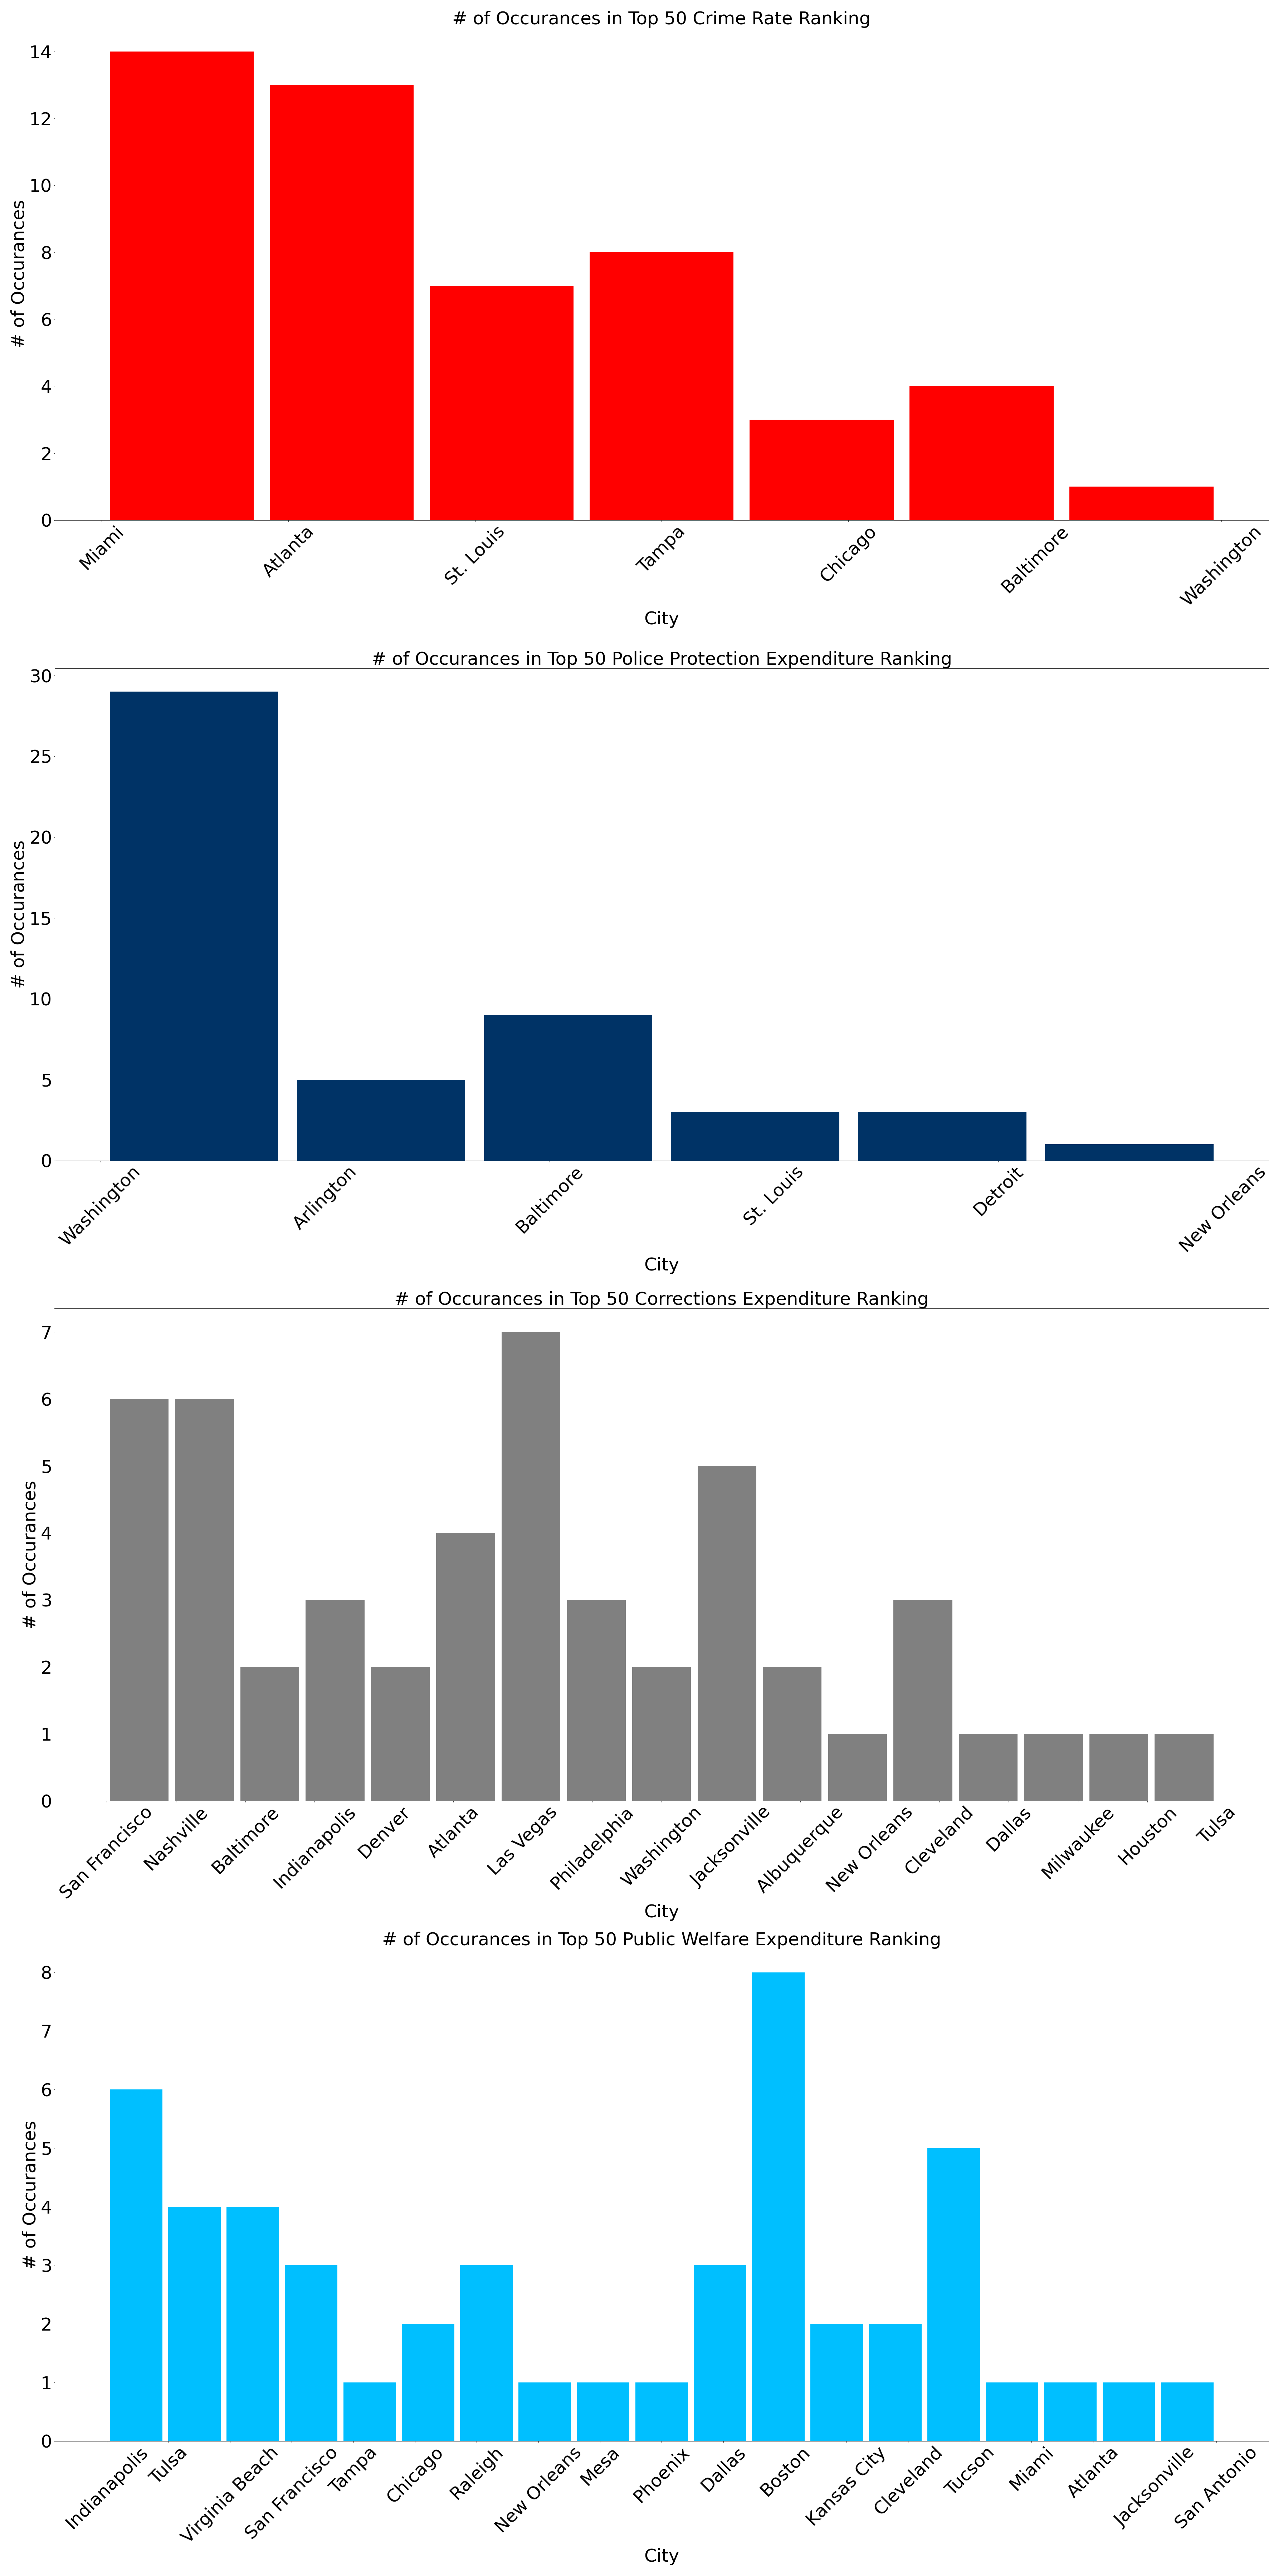 # of Occurances in Top 50 Crime Rate Ranking
14
12
10
8
6
4
2
0
# of Occurances
Miami
Atlanta
St. Louis
Tampa
Chicago
Baltimore
Washington
City
# of Occurances in Top 50 Police Protection Expenditure Ranking
30
25
20
15
10
5
0
# of Occurances
Washington
Arlington
Baltimore
St. Louis
Detroit
New Orleans
City
# of Occurances in Top 50 Corrections Expenditure Ranking
7
6
5
4
3
2
1
0
# of Occurances
San Francisco
Nashville
Baltimore
Indianapolis
Denver
Atlanta
Las Vegas
Philadelphia
Washington
Jacksonville
Albuquerque
New Orleans
Cleveland
Dallas
Milwaukee
Houston
Tulsa
City
# of Occurances in Top 50 Public Welfare Expenditure Ranking
8
7
6
5
4
3
2
1
0
# of Occurances
Indianapolis
Tulsa
Virginia Beach
San Francisco
Tampa
Chicago
Raleigh
New Orleans
Mesa
Phoenix
Dallas
Boston
Kansas City
Cleveland
Tucson
Miami
Atlanta
Jacksonville
San Antonio
City